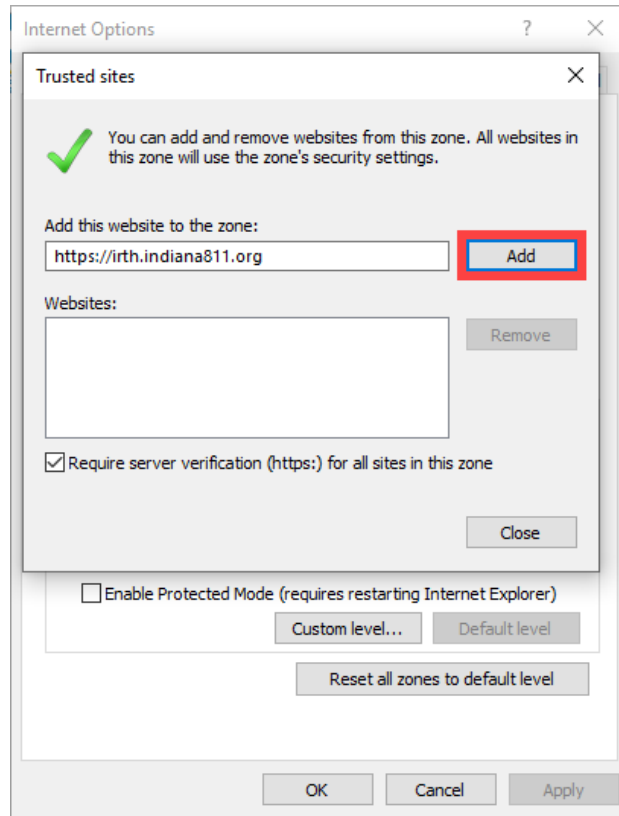 Internet Options
Trusted sites
You can add and remove websites from this zone. All websites in
this zone will use the zone's security settings.
Add this website to the zone:
https://irth.indiana811.org
Add
Websites:
Remove
Require server verification (https:) for all sites in this zone
Close
Enable Protected Mode (requires restarting Internet Explorer)
Custom level...
Default level
Reset all zones to default level
OK
Cancel
Apply